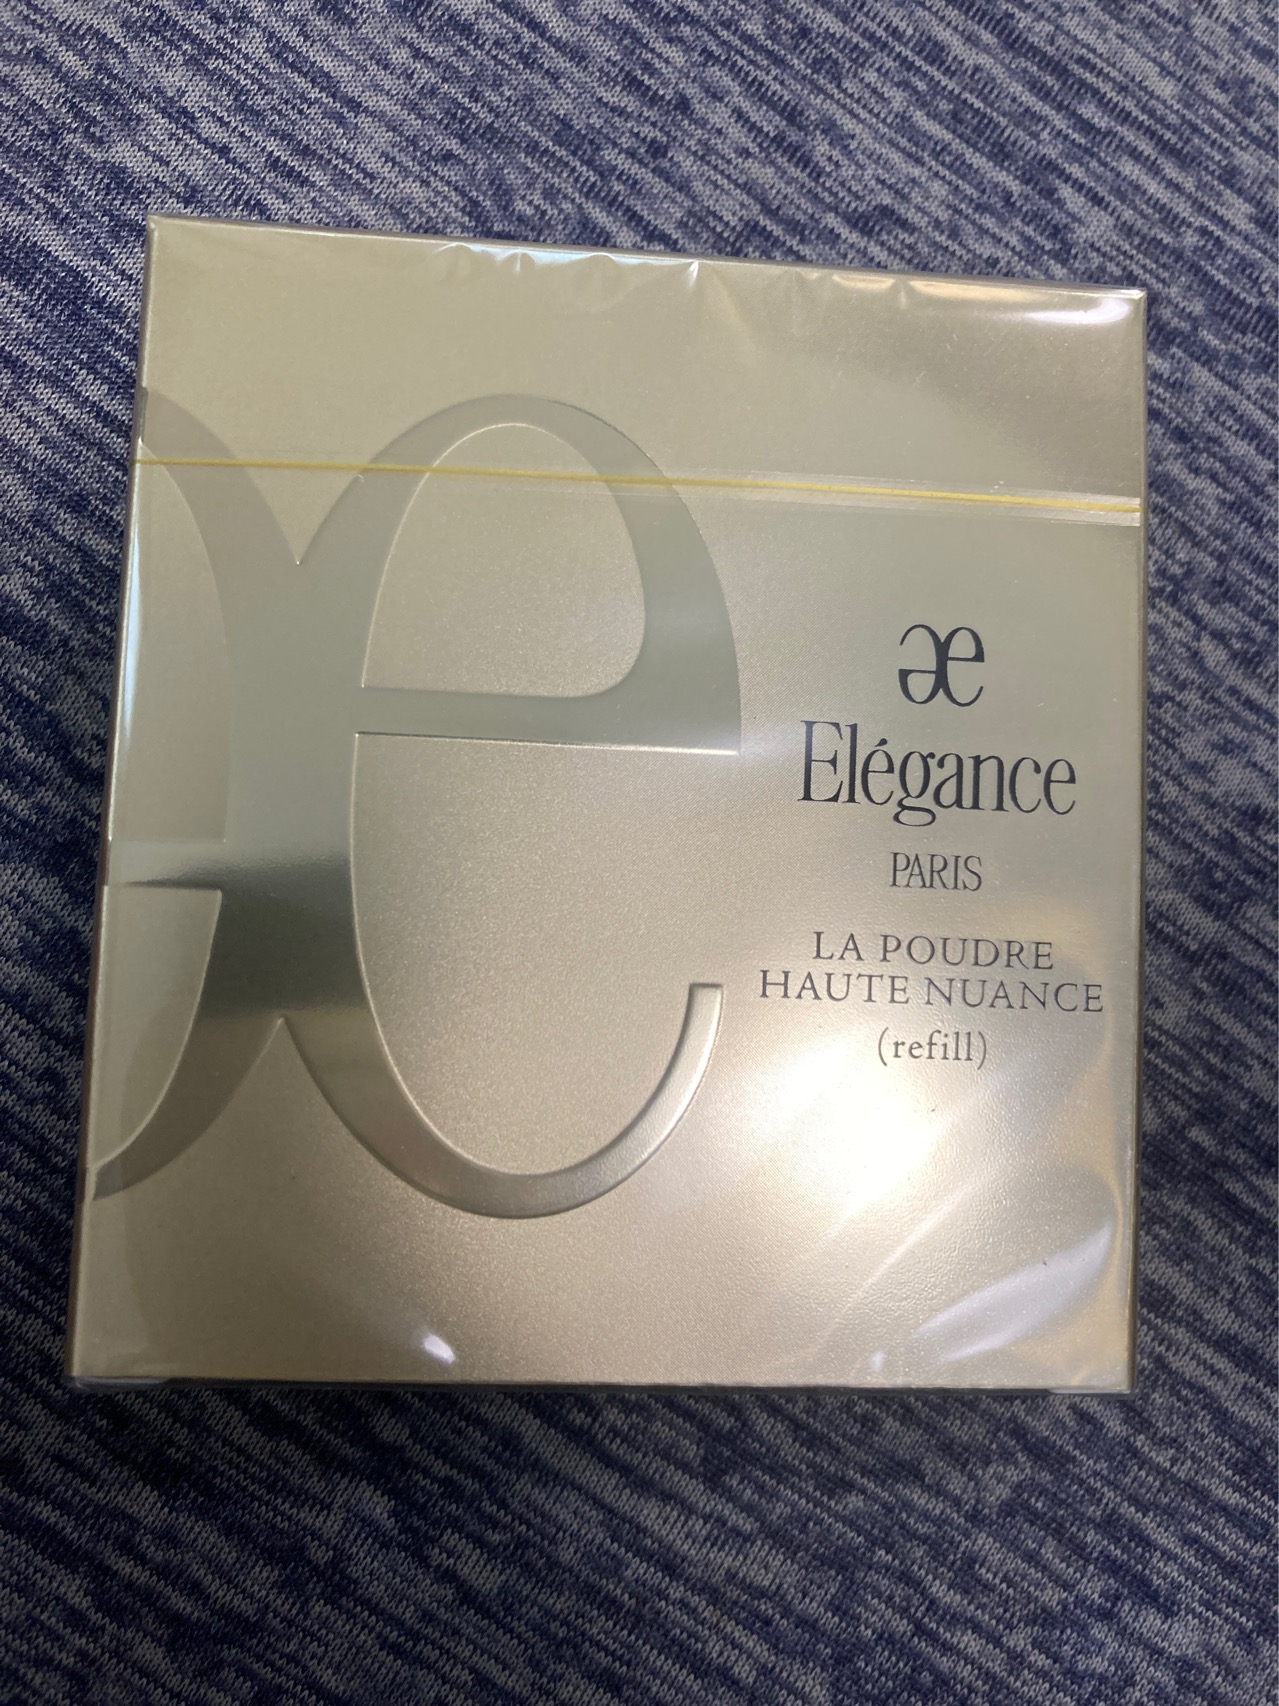 Elégance
PARIS
LA POUDRE
HAUTE NUANCE
(refill)